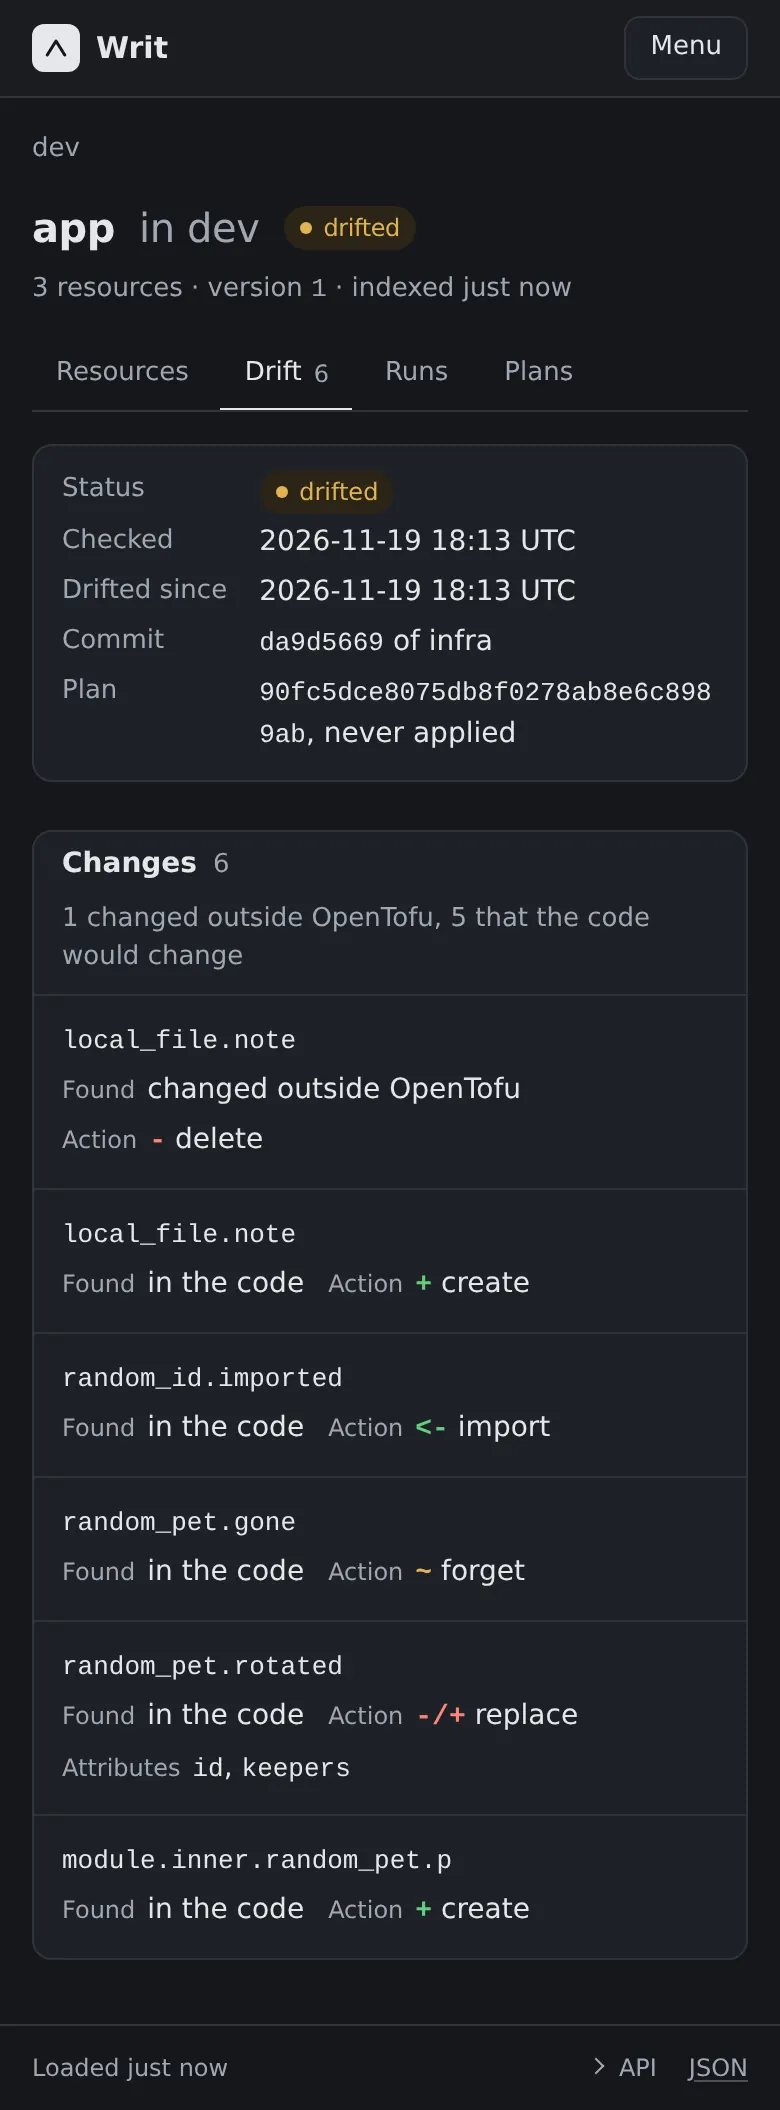 Writ
Menu
dev
app in dev drifted
3 resources · version 1 · indexed just now
Resources Drift 6 Runs Plans
Status drifted
Checked 2026-11-19 18:13 UTC
Drifted since 2026-11-19 18:13 UTC
Commit da9d5669 of infra
Plan 90fc5dce8075db8f0278ab8e6c898
9ab, never applied
Changes 6
1 changed outside OpenTofu, 5 that the code
would change
local_file.note
Found changed outside OpenTofu
Action - delete
local_file.note
Found in the code Action + create
random_id.imported
Found in the code Action <- import
random_pet.gone
Found in the code Action ~ forget
random_pet.rotated
Found in the code Action -/+ replace
Attributes id, keepers
module.inner.random_pet.p
Found in the code Action + create
Loaded just now
API JSON